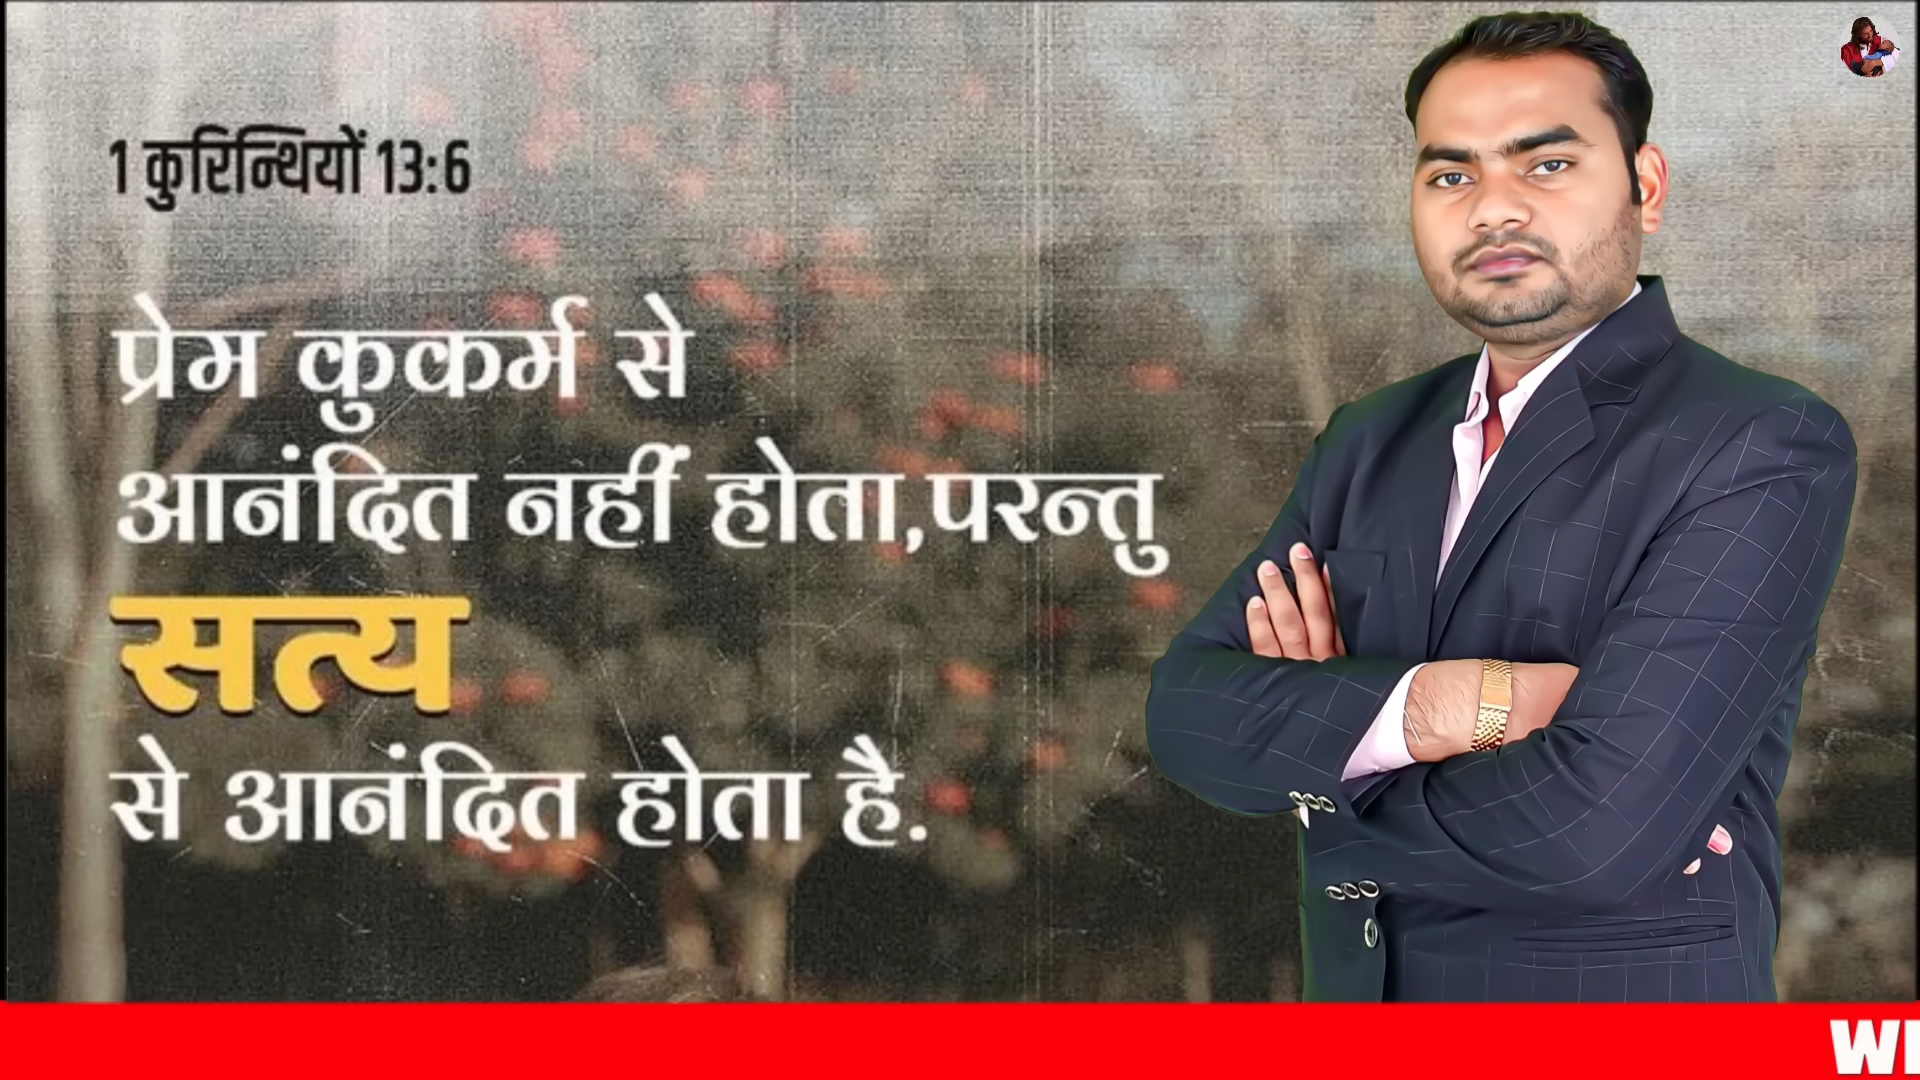 1 कुरिन्थियों 13:6
प्रेम कुकर्म से
आनंदित नहीं होता,परन्तु
सत्य
से आनंदित होता है.